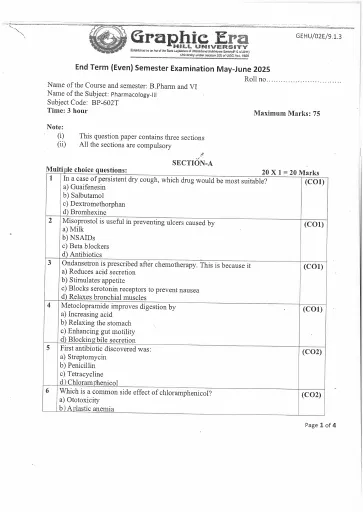 GEHU/02E/9.1.3
Graphic Era
HILL UNIVERSITY
End Term (Even) Semester Examination May-June 2025
Roll no..............................
Name of the Course and semester: B.Pharm and VI
Name of the Subject: Pharmacology-III
Subject Code: BP-602T
Time: 3 hour Maximum Marks: 75
Note:
(i) This question paper contains three sections
(ii) All the sections are compulsory
SECTION-A
Multiple choice questions: 20 X 1 = 20 Marks
1 In a case of persistent dry cough, which drug would be most suitable? (CO1)
a) Guaifenesin
b) Salbutamol
c) Dextromethorphan
d) Bromhexine
2 Misoprostol is useful in preventing ulcers caused by (CO1)
a) Milk
b) NSAIDs
c) Beta blockers
d) Antibiotics
3 Ondansetron is prescribed after chemotherapy. This is because it (CO1)
a) Reduces acid secretion
b) Stimulates appetite
c) Blocks serotonin receptors to prevent nausea
d) Relaxes bronchial muscles
4 Metoclopramide improves digestion by (CO1)
a) Increasing acid
b) Relaxing the stomach
c) Enhancing gut motility
d) Blocking bile secretion
5 First antibiotic discovered was: (CO2)
a) Streptomycin
b) Penicillin
c) Tetracycline
d) Chloramphenicol
6 Which is a common side effect of chloramphenicol? (CO2)
a) Ototoxicity
b) Aplastic anemia
Page 1 of 4